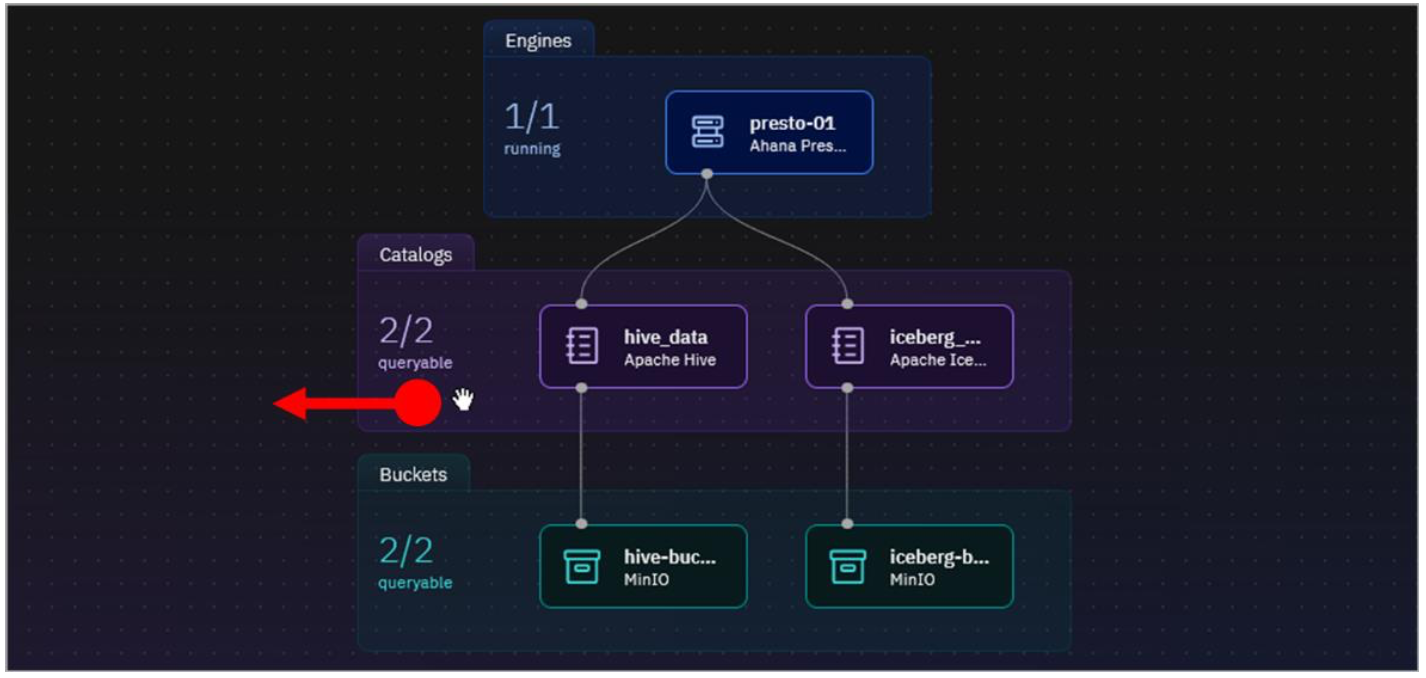 Engines
1/1
running
presto-01
Ahana Pres...
Catalogs
2/2
queryable
hive_data
Apache Hive
iceberg_...
Apache Ice...
Buckets
2/2
queryable
hive-buc...
MinIO
iceberg-b...
MinIO